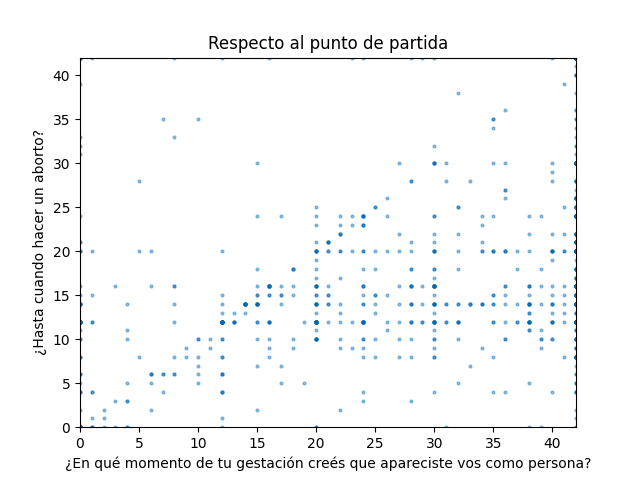 Respecto al punto de partida
¿Hasta cuando hacer un aborto?
40
35
30
25
20
15
10
5
0
0 5 10 15 20 25 30 35 40
¿En qué momento de tu gestación creés que apareciste vos como persona?